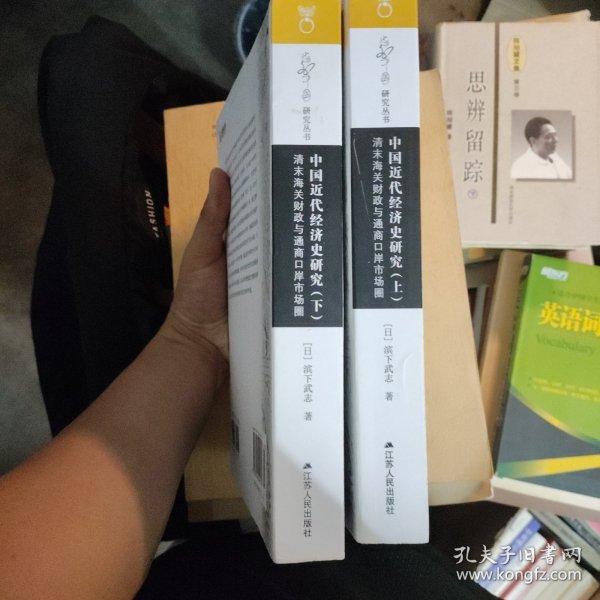 研究丛书
中国近代经济史研究(下)
清末海关财政与通商口岸市场圈
[日] 滨下武志 著
江苏人民出版社
研究丛书
中国近代经济史研究(上)
清末海关财政与通商口岸市场圈
[日] 滨下武志 著
江苏人民出版社
思辨留踪
下
英语词
Vocabulary
FASHION
孔夫子旧书网
www.kongfz.com